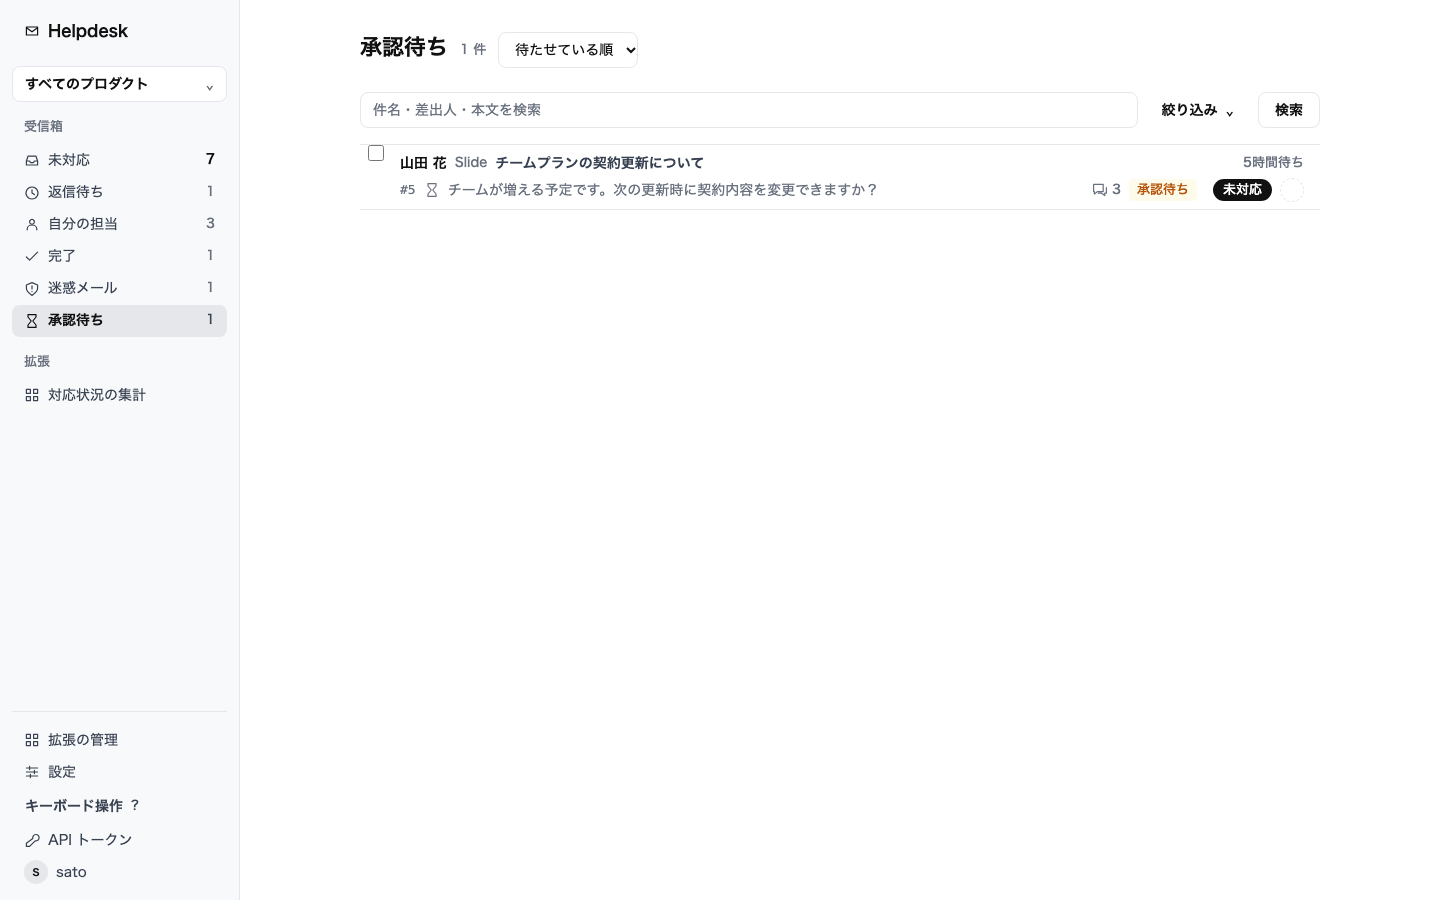 Helpdesk
すべてのプロダクト
受信箱
未対応 7
返信待ち 1
自分の担当 3
完了 1
迷惑メール 1
承認待ち 1
拡張
対応状況の集計
拡張の管理
設定
キーボード操作 ?
API トークン
S sato
承認待ち 1 件 待たせている順
件名・差出人・本文を検索 絞り込み 検索
山田 花 Slide チームプランの契約更新について 5時間待ち
#5 チームが増える予定です。次の更新時に契約内容を変更できますか？ 3 承認待ち 未対応